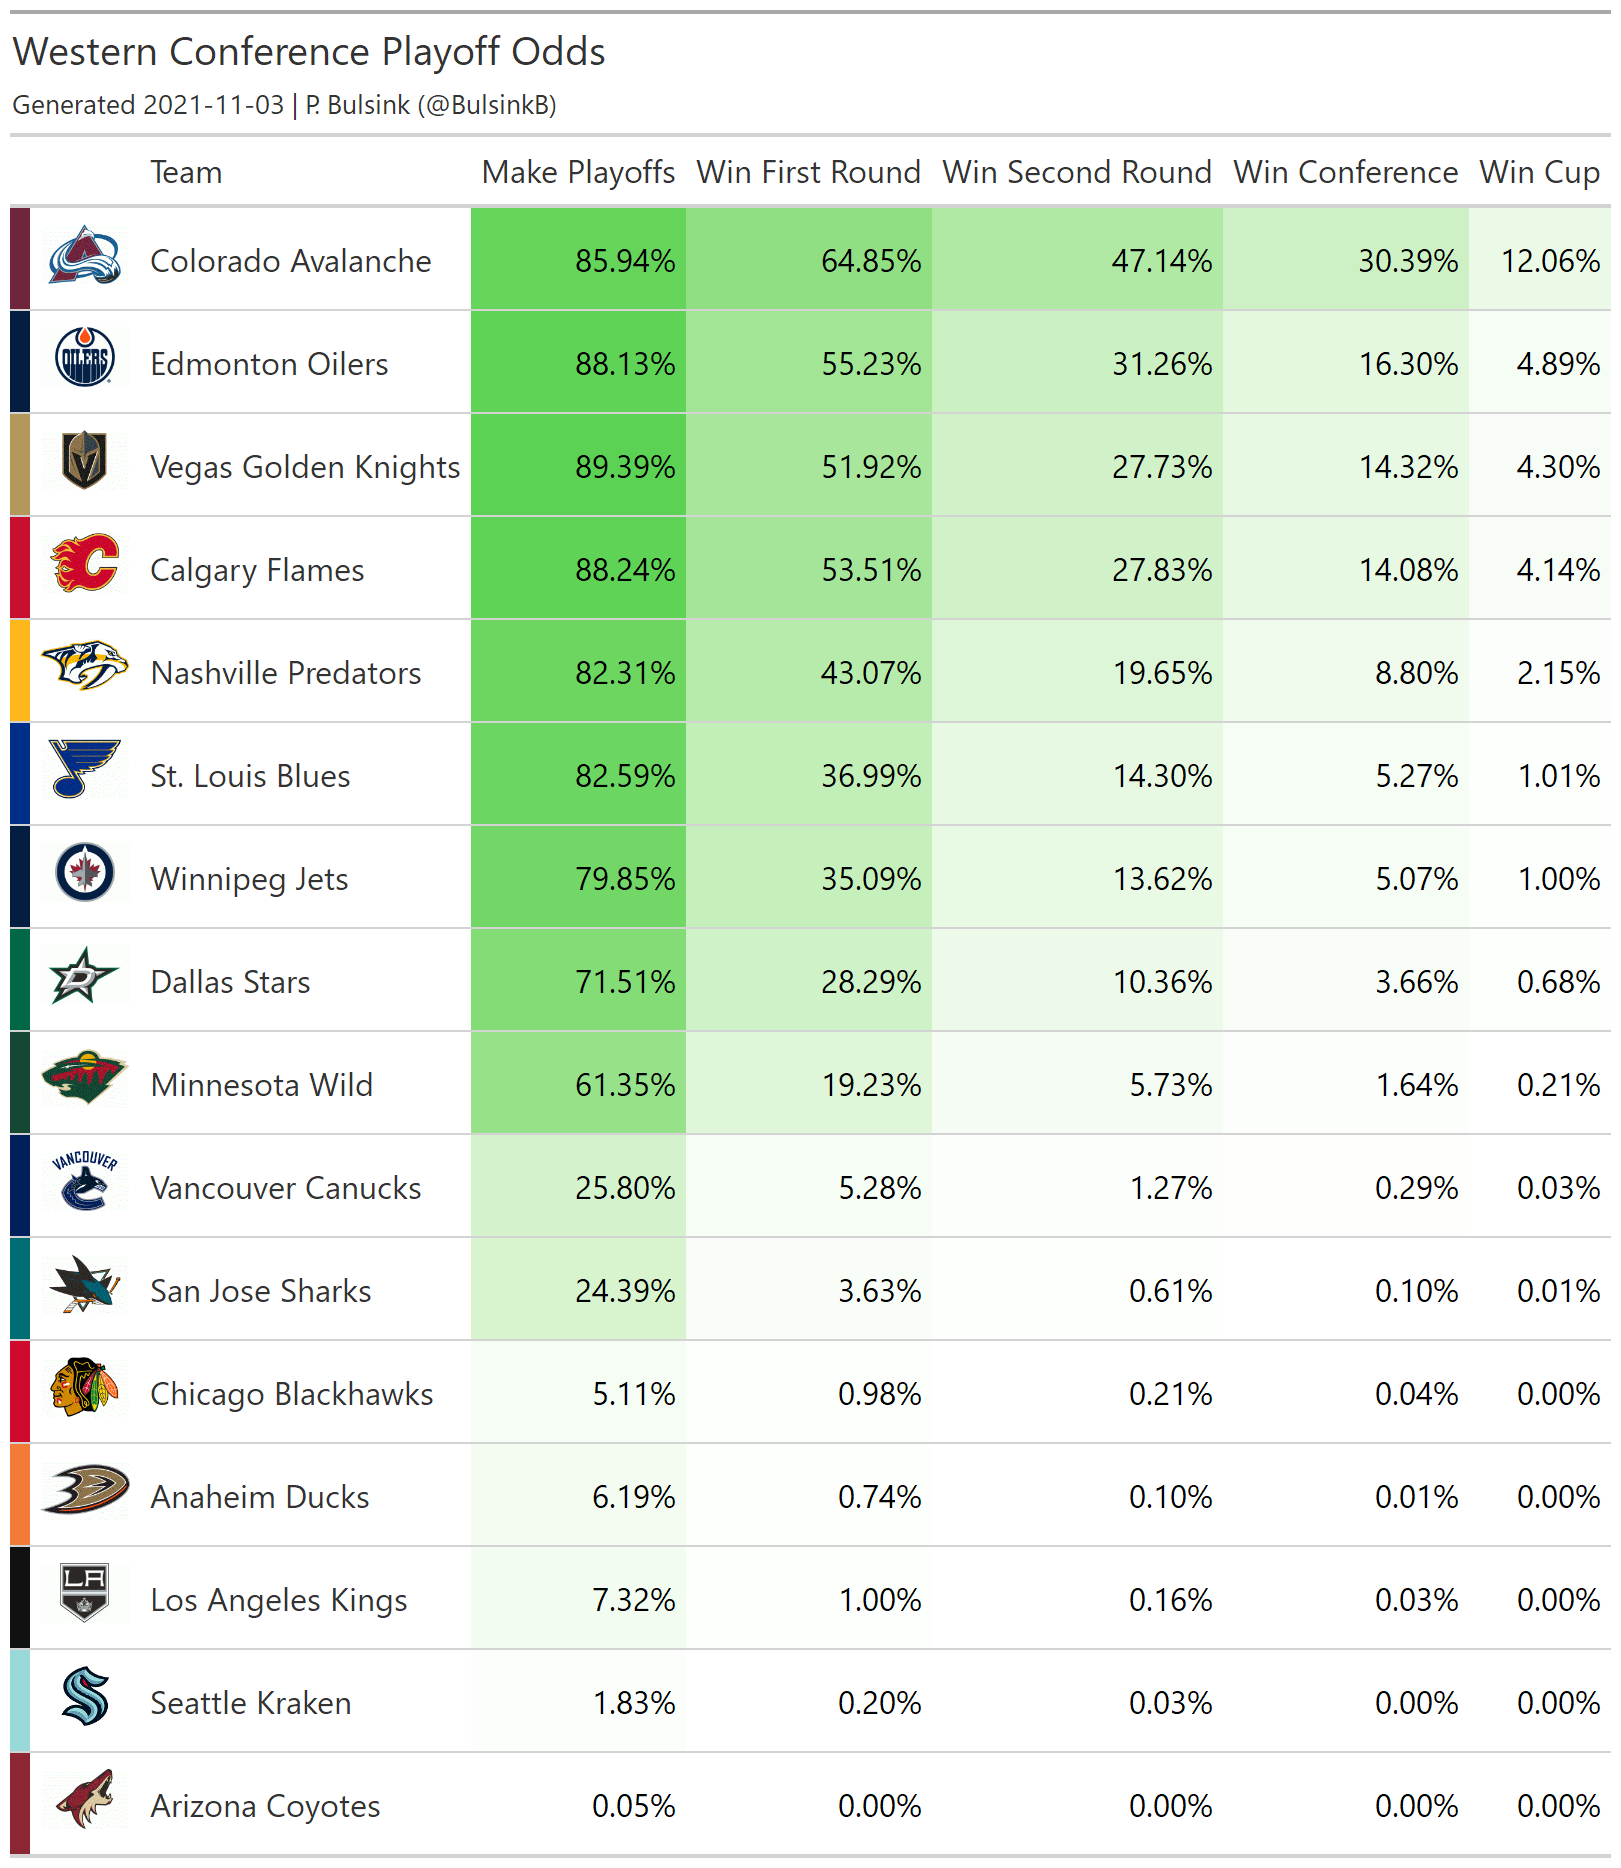 Western Conference Playoff Odds
Generated 2021-11-03 | P. Bulsink (@BulsinkB)
Team Make Playoffs Win First Round Win Second Round Win Conference Win Cup
Colorado Avalanche 85.94% 64.85% 47.14% 30.39% 12.06%
OILERS Edmonton Oilers 88.13% 55.23% 31.26% 16.30% 4.89%
Vegas Golden Knights 89.39% 51.92% 27.73% 14.32% 4.30%
C Calgary Flames 88.24% 53.51% 27.83% 14.08% 4.14%
Nashville Predators 82.31% 43.07% 19.65% 8.80% 2.15%
St. Louis Blues 82.59% 36.99% 14.30% 5.27% 1.01%
Winnipeg Jets 79.85% 35.09% 13.62% 5.07% 1.00%
D Dallas Stars 71.51% 28.29% 10.36% 3.66% 0.68%
Minnesota Wild 61.35% 19.23% 5.73% 1.64% 0.21%
VANCOUVER Vancouver Canucks 25.80% 5.28% 1.27% 0.29% 0.03%
San Jose Sharks 24.39% 3.63% 0.61% 0.10% 0.01%
Chicago Blackhawks 5.11% 0.98% 0.21% 0.04% 0.00%
Anaheim Ducks 6.19% 0.74% 0.10% 0.01% 0.00%
LA Los Angeles Kings 7.32% 1.00% 0.16% 0.03% 0.00%
Seattle Kraken 1.83% 0.20% 0.03% 0.00% 0.00%
Arizona Coyotes 0.05% 0.00% 0.00% 0.00% 0.00%